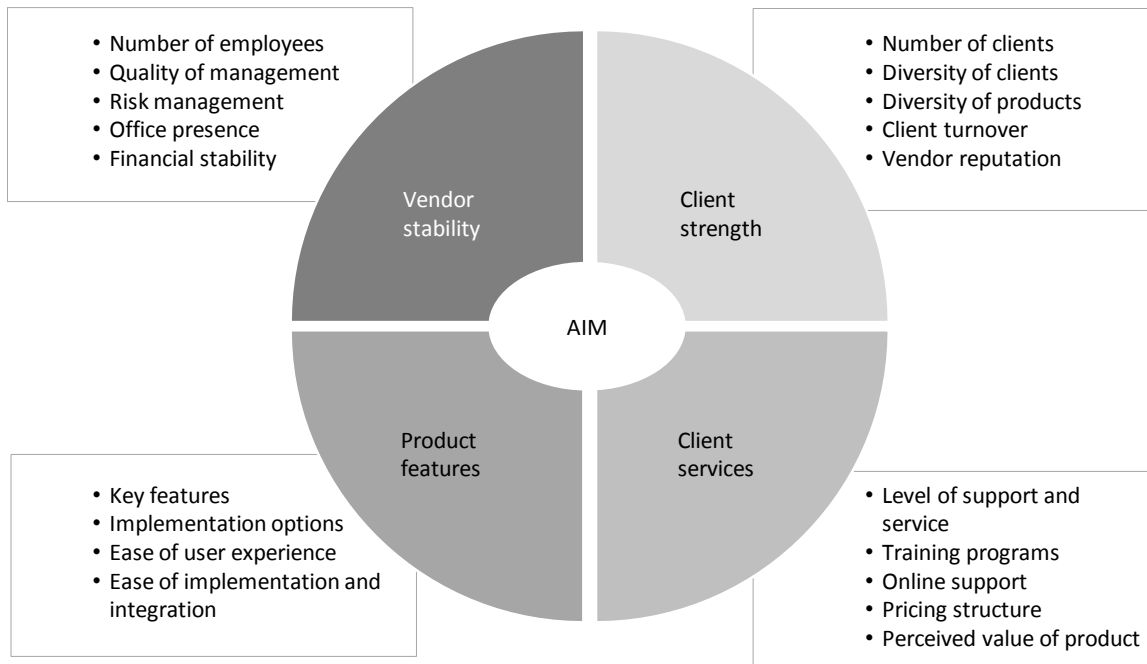 • Number of employees
• Quality of management
• Risk management
• Office presence
• Financial stability
• Number of clients
• Diversity of clients
• Diversity of products
• Client turnover
• Vendor reputation
Vendor
stability
Client
strength
AIM
Product
features
Client
services
• Key features
• Implementation options
• Ease of user experience
• Ease of implementation and
integration
• Level of support and
service
• Training programs
• Online support
• Pricing structure
• Perceived value of product